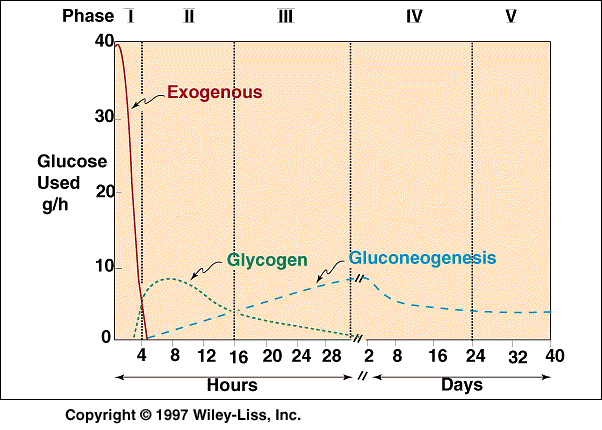 Phase I II III IV V
40
Exogenous
30
Glucose
Used
g/h
20
Glycogen
Gluconeogenesis
10
0
4 8 12 16 20 24 28 2 8 16 24 32 40
Hours Days
Copyright © 1997 Wiley-Liss, Inc.